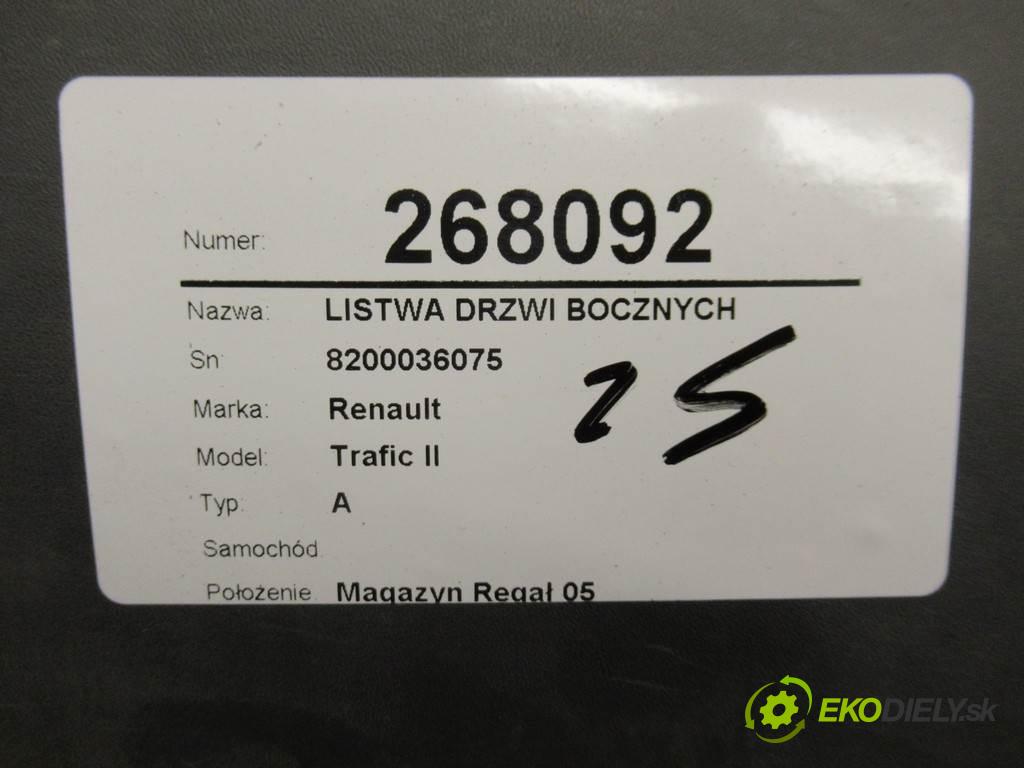 Numer: 268092
Nazwa: LISTWA DRZWI BOCZNYCH
Sn 8200036075
25
Marka: Renault
Model: Trafic II
Typ: A
Samochód
Położenie Magazyn Regał 05
EKODIELY.sk